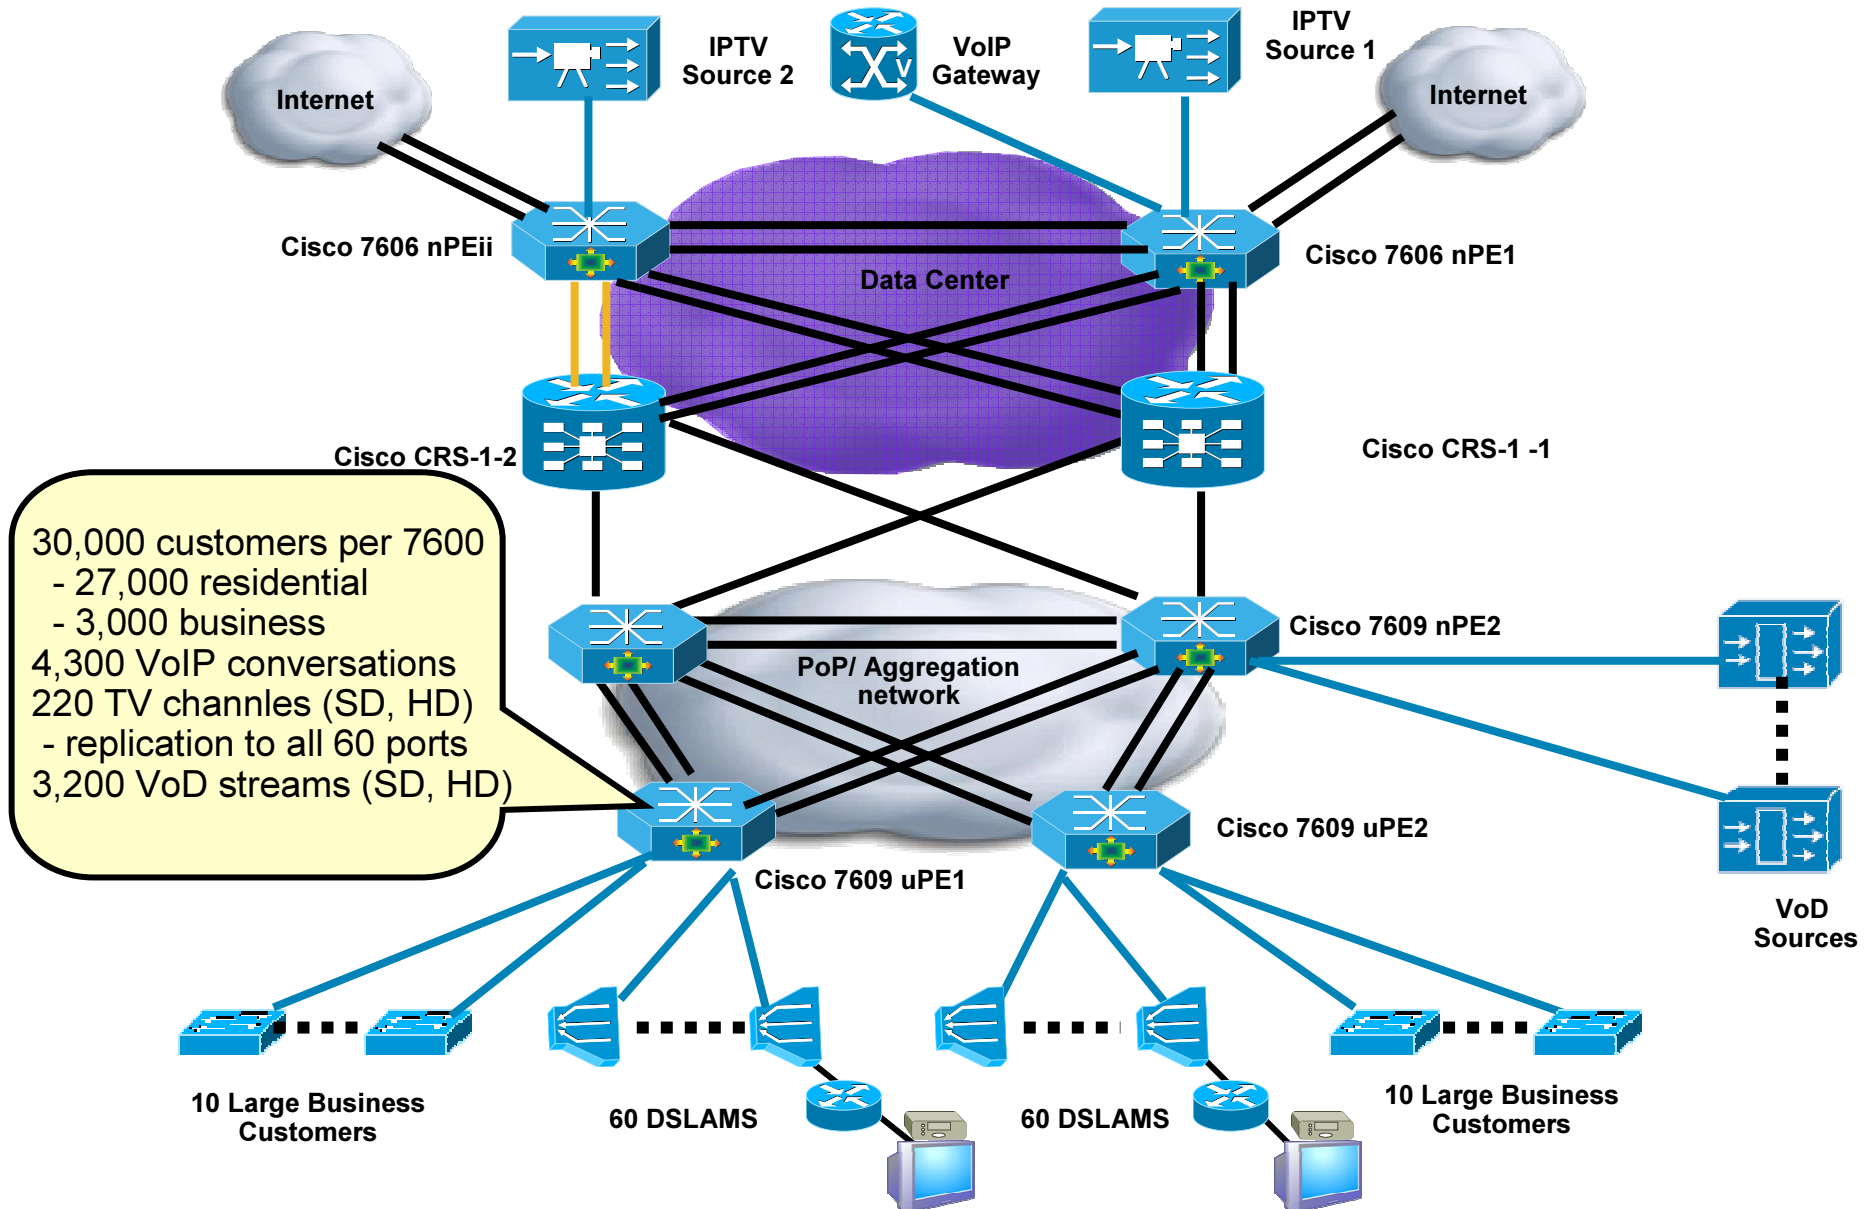 IPTV
Source 2
VoIP
Gateway
IPTV
Source 1
Internet
Internet
V
Cisco 7606 nPEii
Cisco 7606 nPE1
Data Center
Cisco CRS-1-2
Cisco CRS-1 -1
30,000 customers per 7600
- 27,000 residential
- 3,000 business
4,300 VoIP conversations
220 TV channles (SD, HD)
- replication to all 60 ports
3,200 VoD streams (SD, HD)
Cisco 7609 nPE2
PoP/ Aggregation
network
Cisco 7609 uPE2
Cisco 7609 uPE1
VoD
Sources
10 Large Business
Customers
60 DSLAMS
60 DSLAMS
10 Large Business
Customers